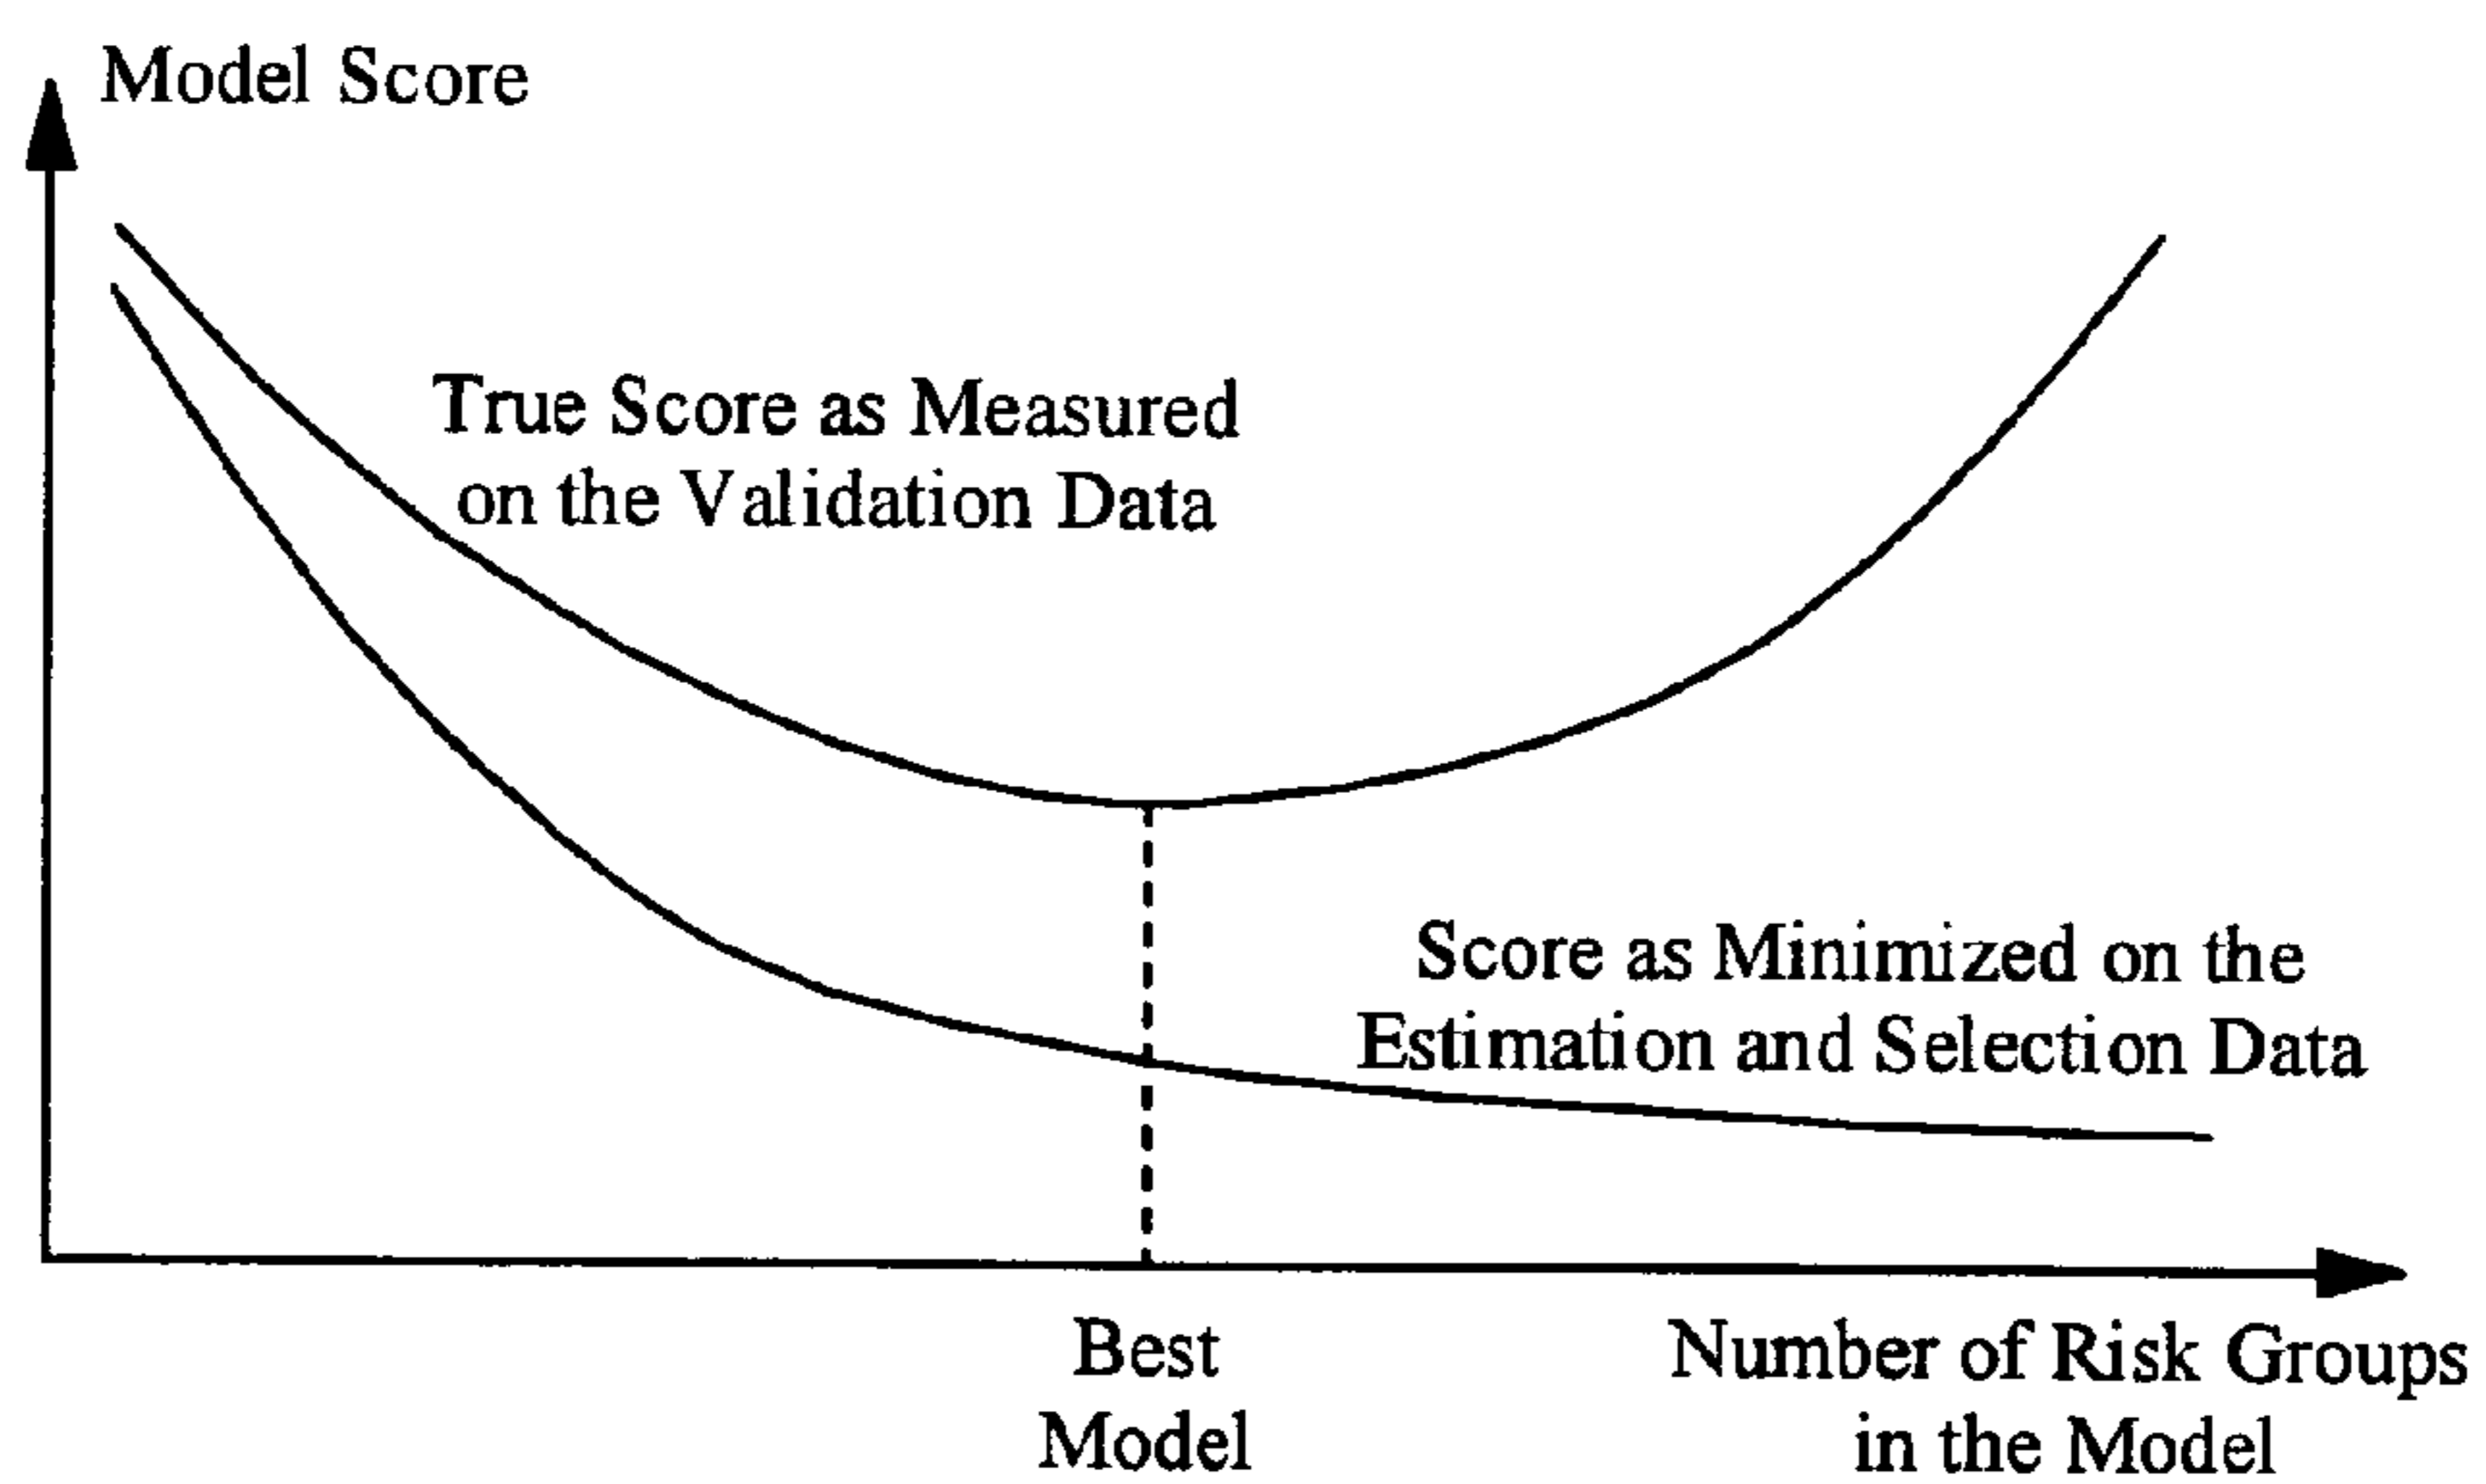 Model Score
True Score as Measured
on the Validation Data
Score as Minimized on the
Estimation and Selection Data
Best
Model
Number of Risk Groups
in the Model